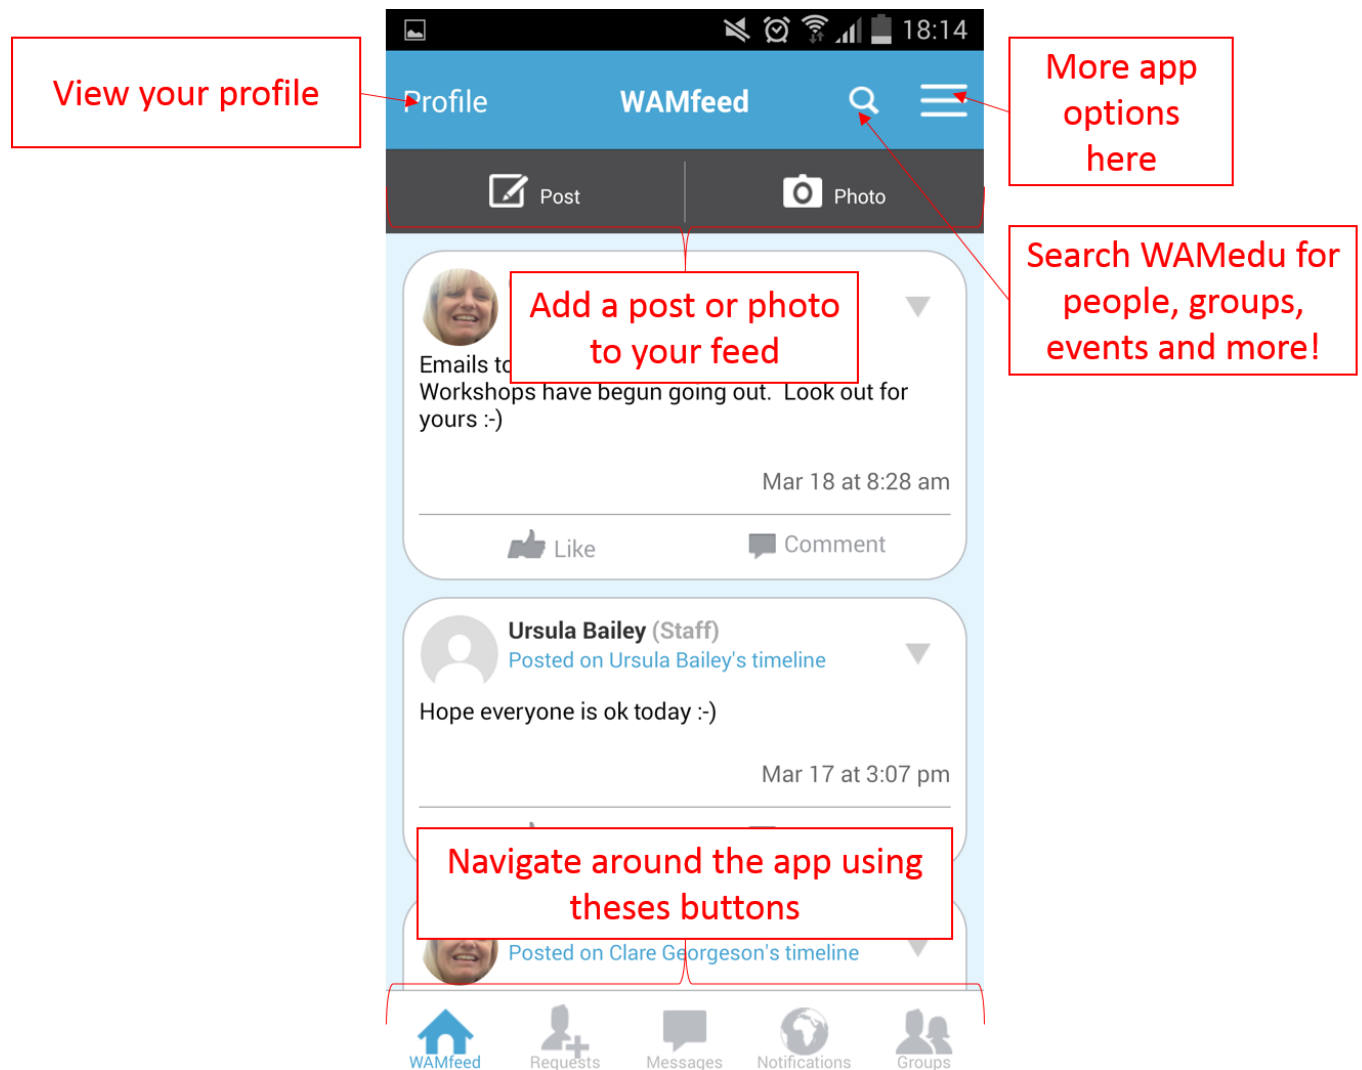 18:14
View your profile
Profile
WAMfeed
More app
options
here
Post
Photo
Search WAMedu for
people, groups,
events and more!
Add a post or photo
to your feed
Emails
Workshops have begun going out. Look out for
yours :-)
Mar 18 at 8:28 am
Like
Comment
Ursula Bailey (Staff)
Posted on Ursula Bailey's timeline
Hope everyone is ok today :-)
Mar 17 at 3:07 pm
Navigate around the app using
theses buttons
Posted on Clare Georgeson's timeline
WAMfeed
Requests
Messages
Notifications
Groups